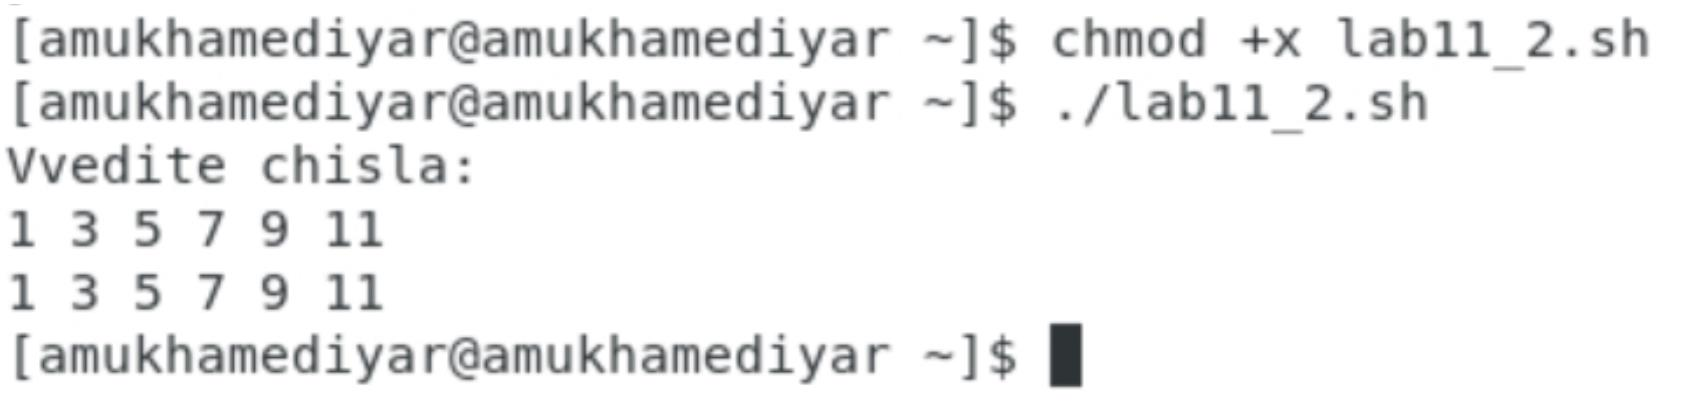 [amukhamediyar@amukhamediyar ~]$ chmod +x lab11_2.sh
[amukhamediyar@amukhamediyar ~]$ ./lab11_2.sh
Vvedite chisla:
1 3 5 7 9 11
1 3 5 7 9 11
[amukhamediyar@amukhamediyar ~]$